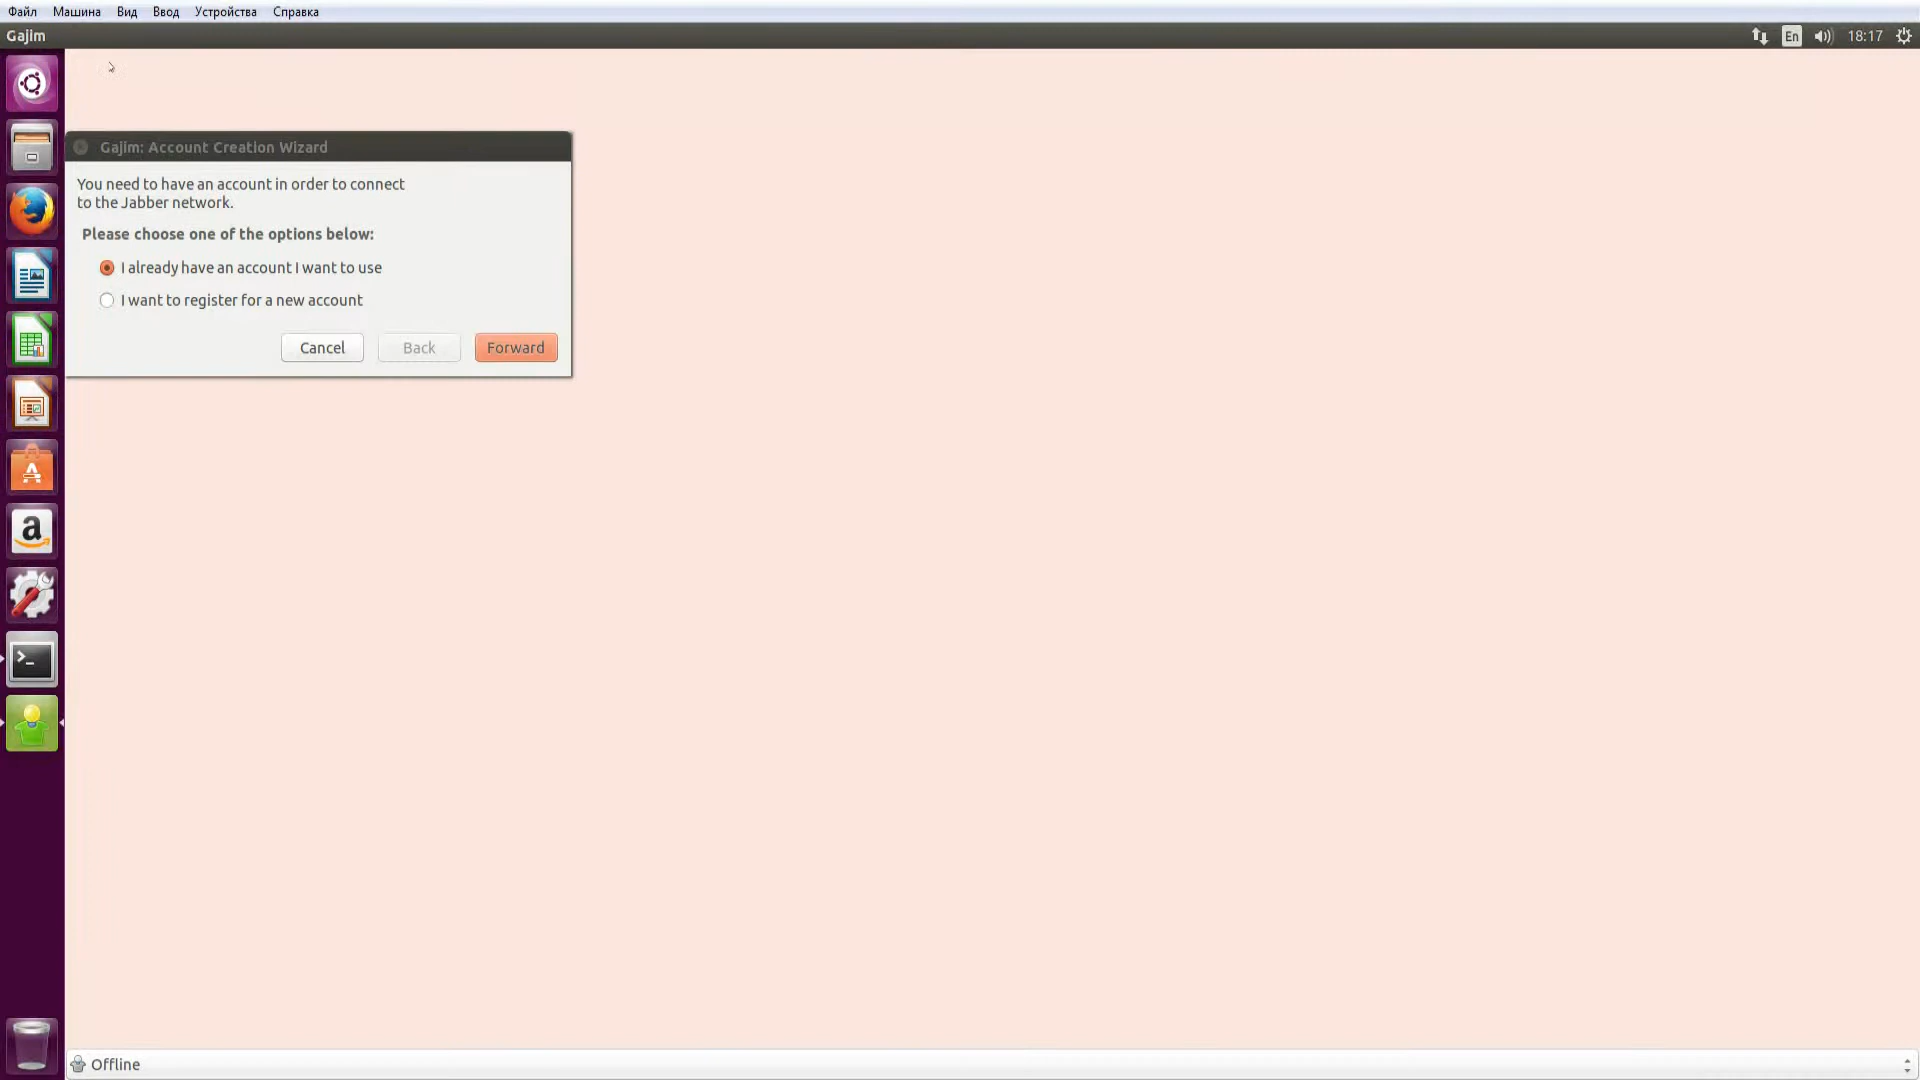 Файл Машина Вид Ввод Устройства Справка
Gajim En 18:17
Gajim: Account Creation Wizard
You need to have an account in order to connect
to the Jabber network.
Please choose one of the options below:
I already have an account I want to use
I want to register for a new account
Cancel Back Forward
Offline